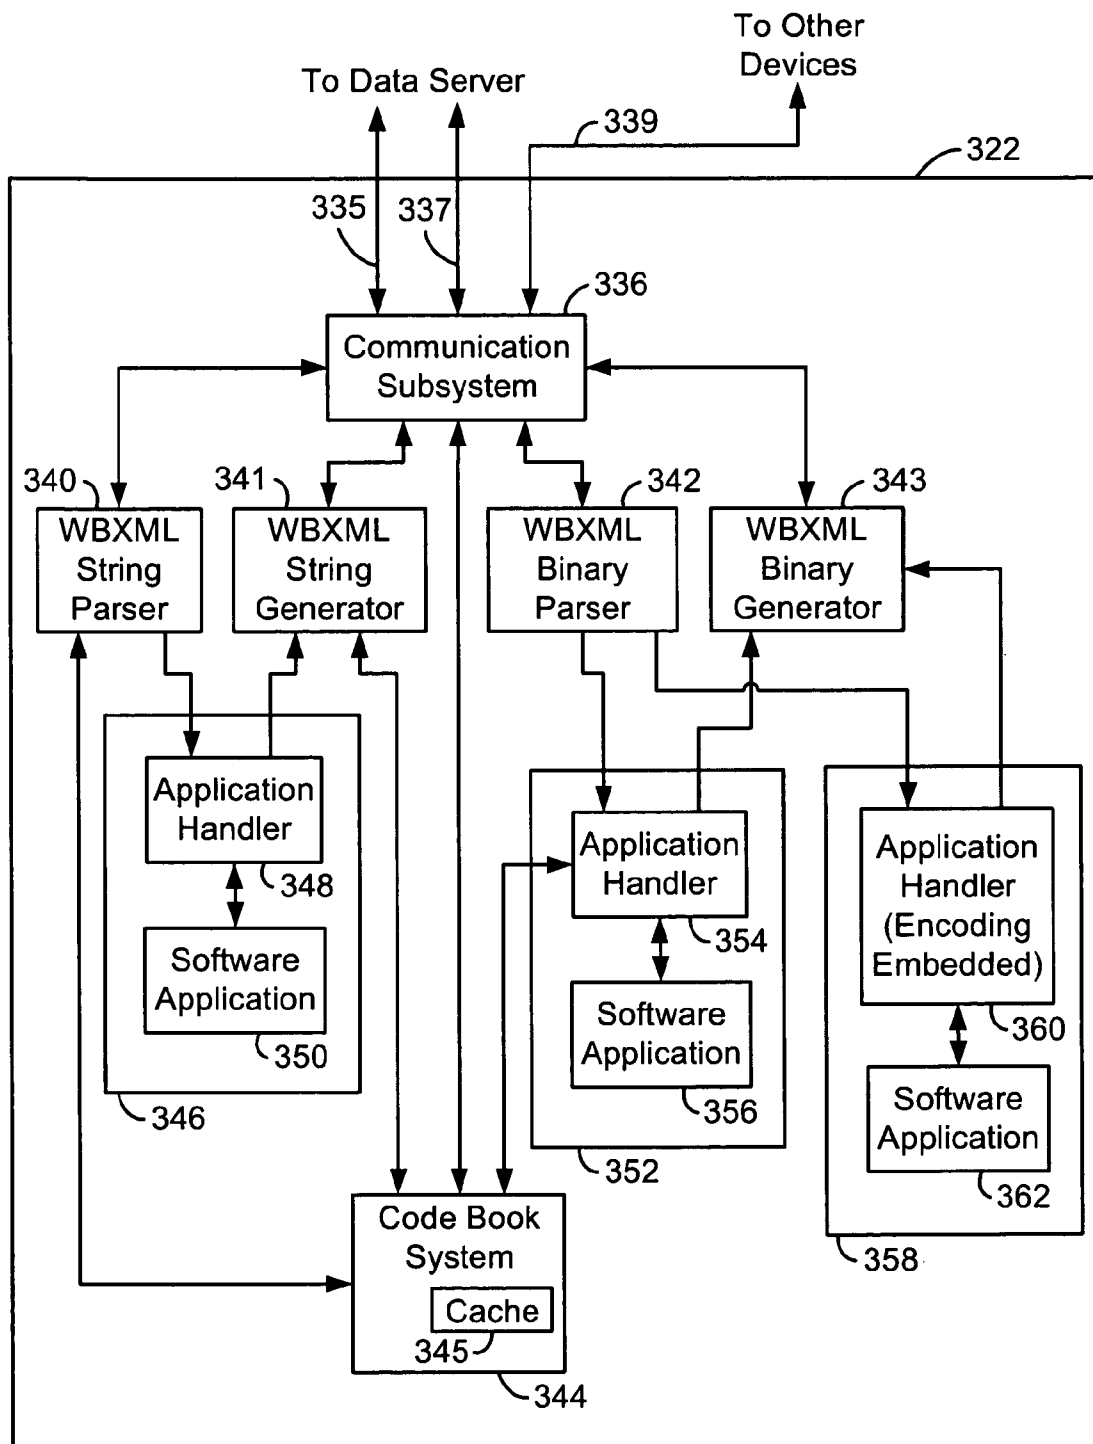 To Other
Devices
To Data Server
339
322
335
337
336
Communication
Subsystem
340
341
342
343
WBXML
String
Parser
WBXML
String
Generator
WBXML
Binary
Parser
WBXML
Binary
Generator
Application
Handler
348
Software
Application
350
346
Application
Handler
354
Software
Application
356
352
Application
Handler
(Encoding
Embedded)
360
Software
Application
362
358
Code Book
System
Cache
345
344